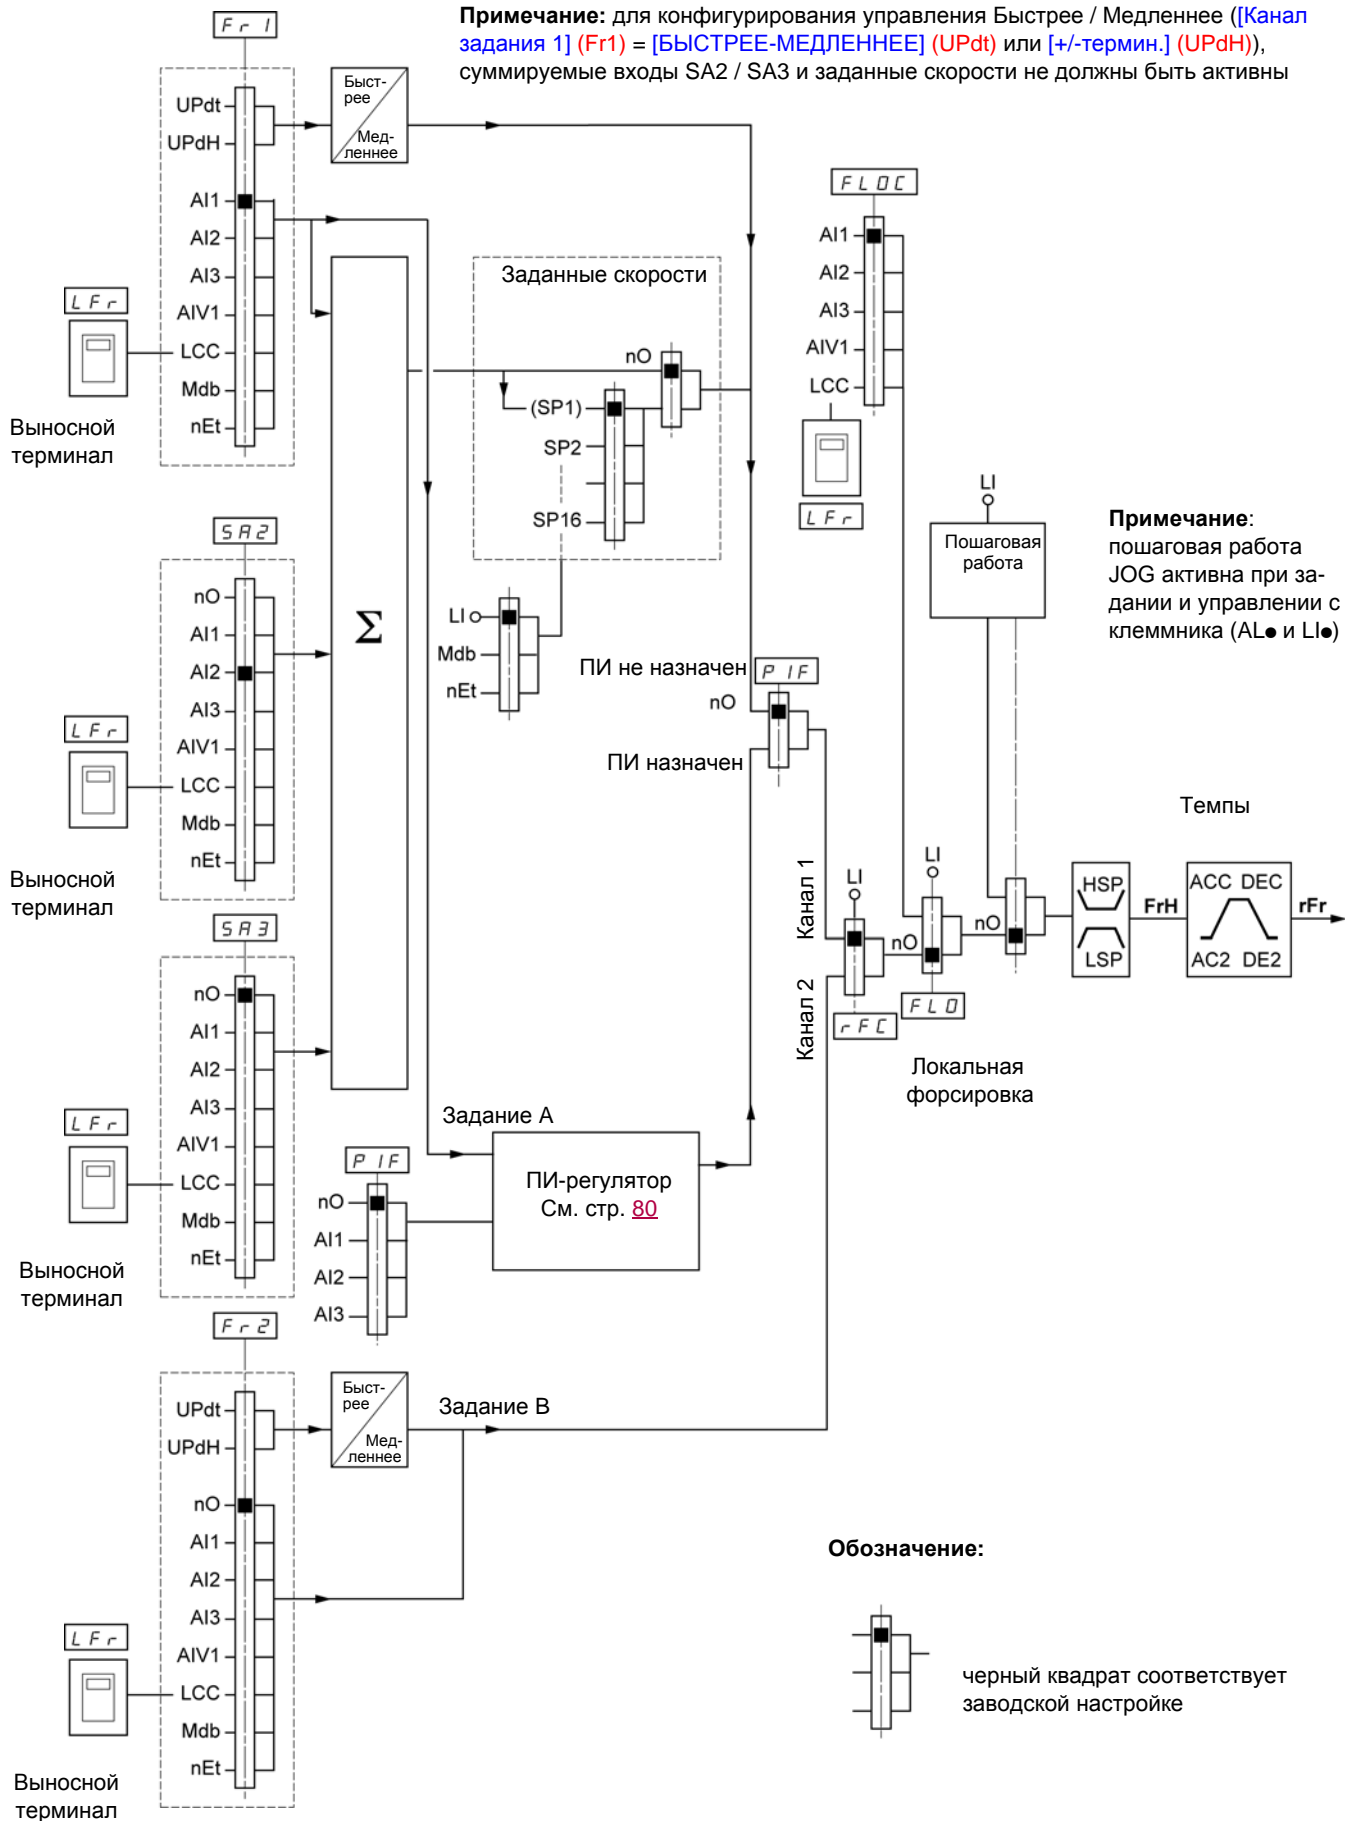 Примечание: для конфигурирования управления Быстрее / Медленнее ([Канал
задания 1] (Fr1) = [БЫСТРЕЕ-МЕДЛЕННЕЕ] (UPdt) или [+/-термин.] (UPdH)),
суммируемые входы SA2 / SA3 и заданные скорости не должны быть активны
Fr1
UPdt
UPdH
AI1
AI2
AI3
AIV1
LCC
Mdb
nEt
LFr
Выносной
терминал
Быст-
рее
Мед-
леннее
SA2
nO
AI1
AI2
AI3
AIV1
LCC
Mdb
nEt
LFr
Выносной
терминал
SA3
nO
AI1
AI2
AI3
AIV1
LCC
Mdb
nEt
LFr
Выносной
терминал
Σ
Заданные скорости
nO
(SP1)
SP2
SP16
LI
Mdb
nEt
ПИ не назначен
PIF
nO
ПИ назначен
FLOC
AI1
AI2
AI3
AIV1
LCC
LFr
LI
Пошаговая
работа
Примечание:
пошаговая работа
JOG активна при за-
дании и управлении с
клеммника (AL● и LI●)
Канал 1
Канал 2
LI
rFC
nO
LI
FLO
Локальная
форсировка
nO
HSP
LSP
FrH
Темпы
ACC DEC
AC2 DE2
rFr
Задание A
PIF
nO
AI1
AI2
AI3
ПИ-регулятор
См. стр. 80
Fr2
UPdt
UPdH
nO
AI1
AI2
AI3
AIV1
LCC
Mdb
nEt
LFr
Выносной
терминал
Быст-
рее
Мед-
леннее
Задание B
Обозначение:
черный квадрат соответствует
заводской настройке